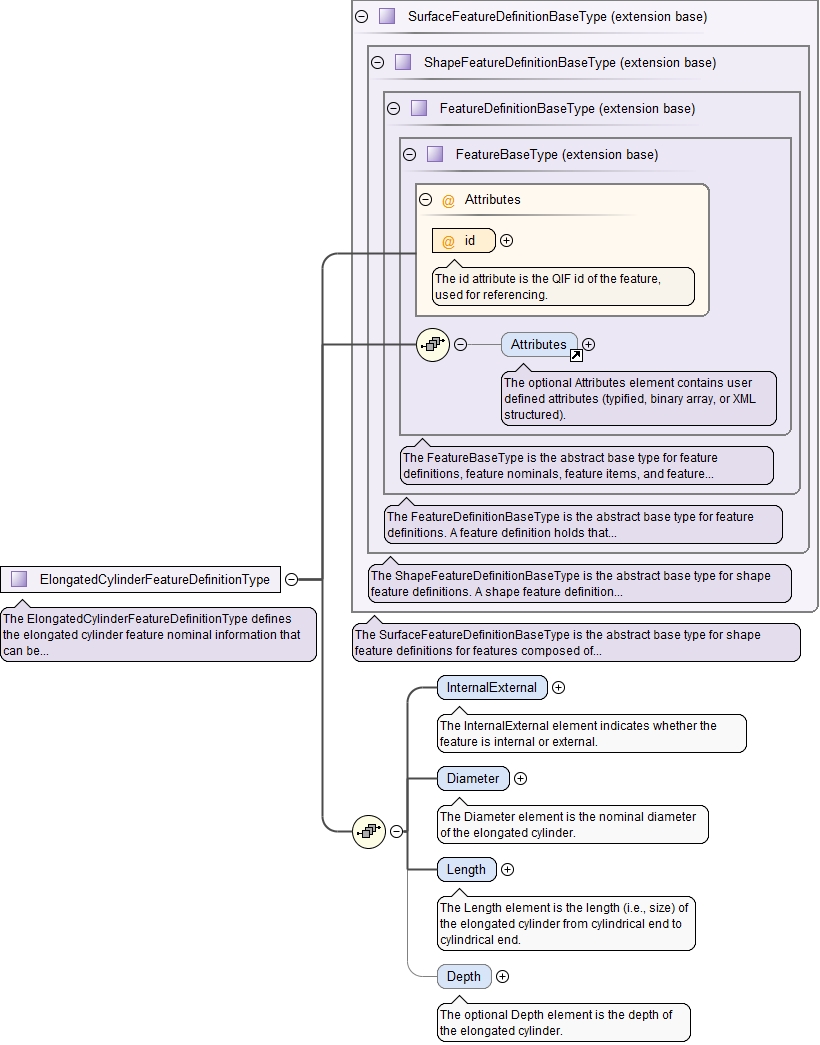 SurfaceFeatureDefinitionBaseType (extension base)
ShapeFeatureDefinitionBaseType (extension base)
FeatureDefinitionBaseType (extension base)
FeatureBaseType (extension base)
@ Attributes
@ id
The id attribute is the QIF id of the feature,
used for referencing.
Attributes
The optional Attributes element contains user
defined attributes (typified, binary array, or XML
structured).
The FeatureBaseType is the abstract base type for feature
definitions, feature nominals, feature items, and feature...
The FeatureDefinitionBaseType is the abstract base type for feature
definitions. A feature definition holds that...
The ShapeFeatureDefinitionBaseType is the abstract base type for shape
feature definitions. A shape feature definition...
The SurfaceFeatureDefinitionBaseType is the abstract base type for shape
feature definitions for features composed of...
ElongatedCylinderFeatureDefinitionType
The ElongatedCylinderFeatureDefinitionType defines
the elongated cylinder feature nominal information that
can be...
InternalExternal
The InternalExternal element indicates whether the
feature is internal or external.
Diameter
The Diameter element is the nominal diameter
of the elongated cylinder.
Length
The Length element is the length (i.e., size) of
the elongated cylinder from cylindrical end to
cylindrical end.
Depth
The optional Depth element is the depth of
the elongated cylinder.